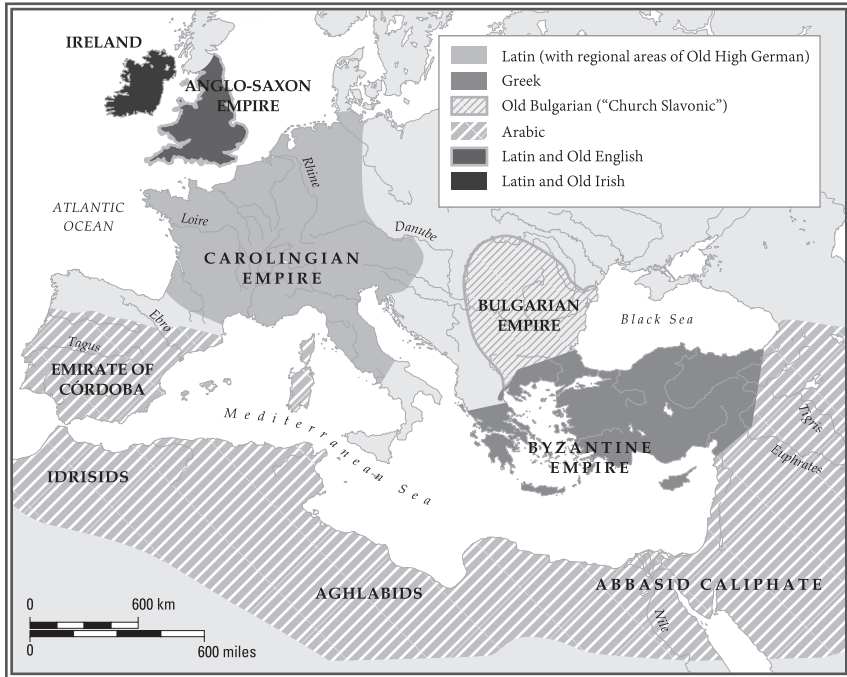 IRELAND
ANGLO-SAXON
EMPIRE
Latin (with regional areas of Old High German)
Greek
Old Bulgarian (“Church Slavonic”)
Arabic
Latin and Old English
Latin and Old Irish
Rhine
ATLANTIC
OCEAN
Loire
Danube
CAROLINGIAN
EMPIRE
BULGARIAN
EMPIRE
Black Sea
Ebro
Tagus
EMIRATE OF
CÓRDOBA
Mediterranean Sea
Tigris
Euphrates
BYZANTINE
EMPIRE
IDRISIDS
AGHLABIDS
ABBASID CALIPHATE
Nile
0 600 km
0 600 miles